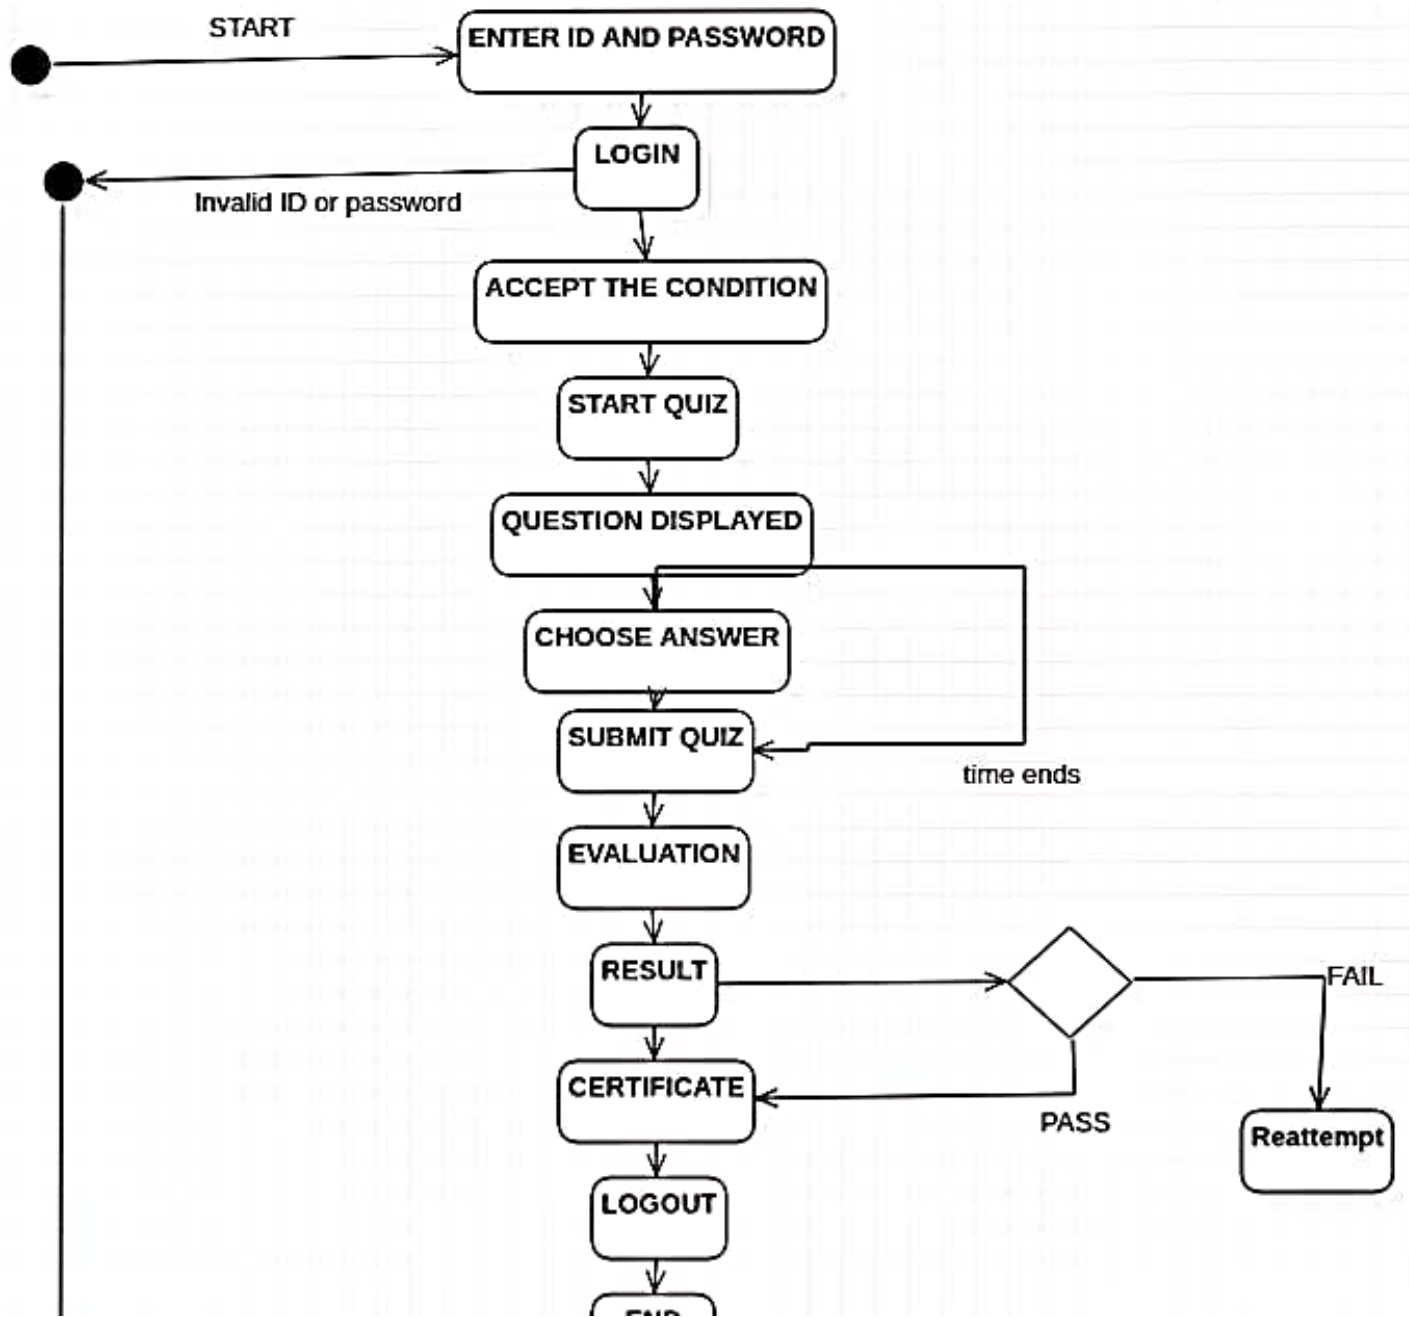 START
ENTER ID AND PASSWORD
LOGIN
Invalid ID or password
ACCEPT THE CONDITION
START QUIZ
QUESTION DISPLAYED
CHOOSE ANSWER
SUBMIT QUIZ
time ends
EVALUATION
RESULT
FAIL
CERTIFICATE
PASS
Reattempt
LOGOUT
END